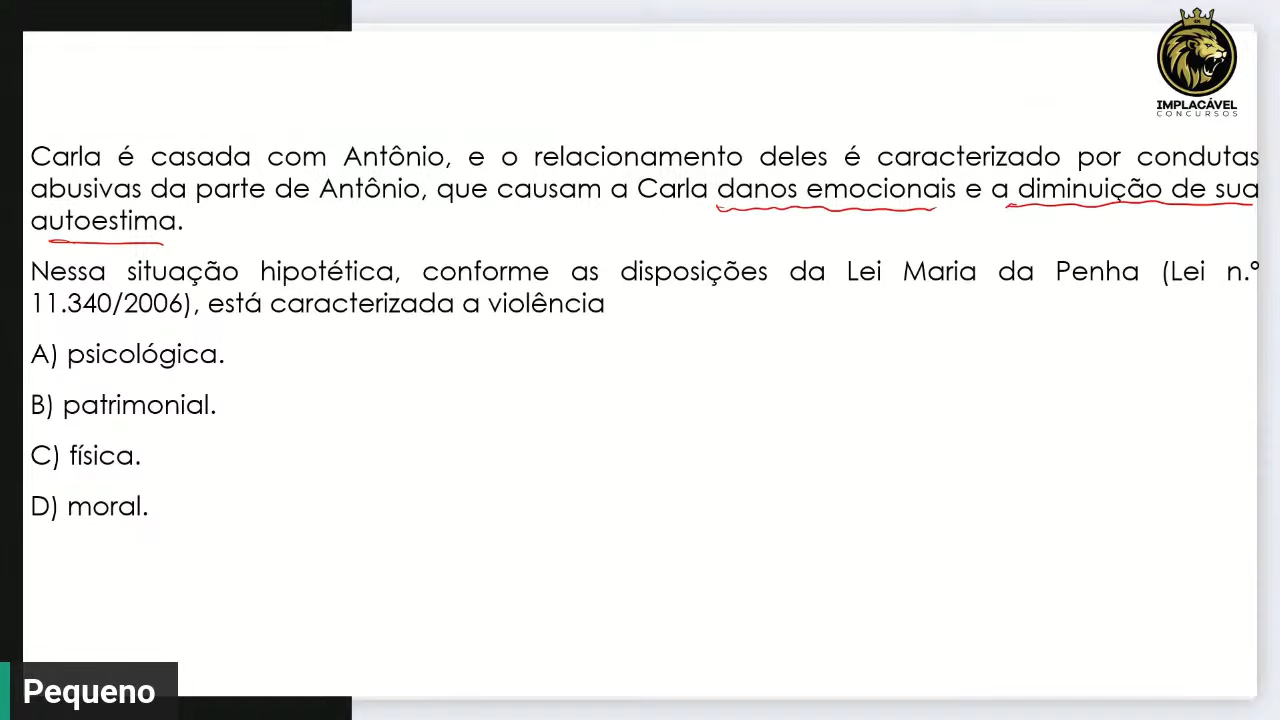 IMPLACÁVEL
CONCURSOS
Carla é casada com Antônio, e o relacionamento deles é caracterizado por condutas
abusivas da parte de Antônio, que causam a Carla danos emocionais e a diminuição de sua
autoestima.
Nessa situação hipotética, conforme as disposições da Lei Maria da Penha (Lei n.º
11.340/2006), está caracterizada a violência
A) psicológica.
B) patrimonial.
C) física.
D) moral.
Pequeno